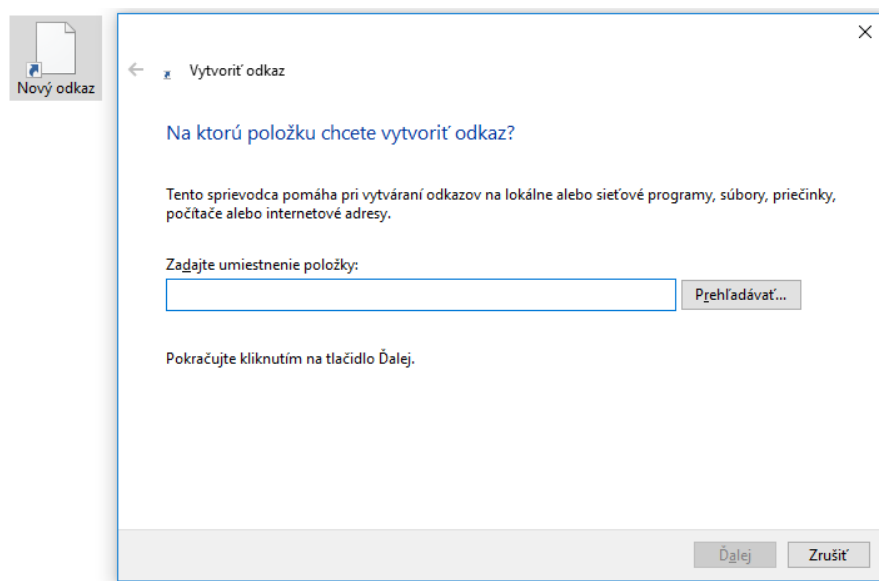 Nový odkaz
Vytvoriť odkaz
Na ktorú položku chcete vytvoriť odkaz?
Tento sprievodca pomáha pri vytváraní odkazov na lokálne alebo sieťové programy, súbory, priečinky,
počítače alebo internetové adresy.
Zadajte umiestnenie položky:
Prehľadávať...
Pokračujte kliknutím na tlačidlo Ďalej.
Ďalej
Zrušiť